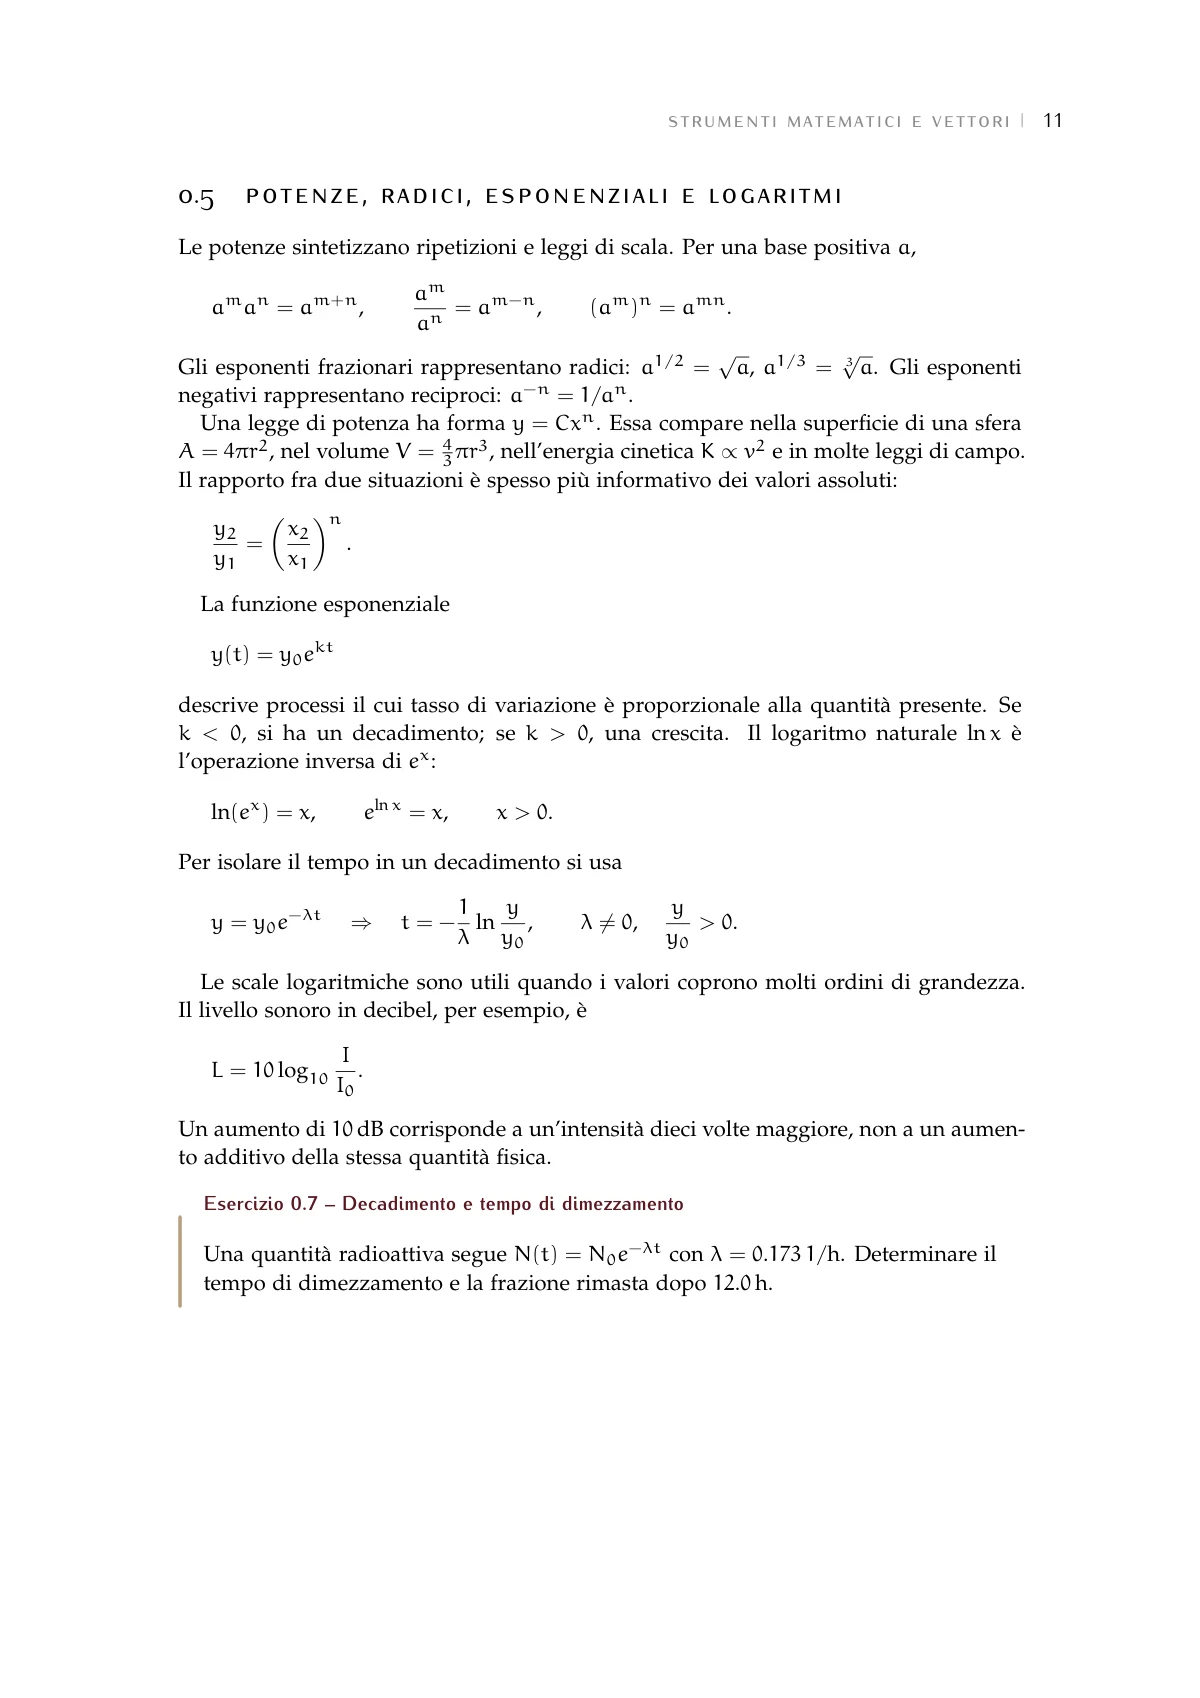 STRUMENTI MATEMATICI E VETTORI | 11
0.5 POTENZE, RADICI, ESPONENZIALI E LOGARITMI
Le potenze sintetizzano ripetizioni e leggi di scala. Per una base positiva a,
a^m a^n = a^{m+n}, a^m/a^n = a^{m−n}, (a^m)^n = a^{mn}.
Gli esponenti frazionari rappresentano radici: a^{1/2} = √a, a^{1/3} = ∛a. Gli esponenti
negativi rappresentano reciproci: a^{−n} = 1/a^n.
Una legge di potenza ha forma y = Cx^n. Essa compare nella superficie di una sfera
A = 4πr², nel volume V = 4/3 πr³, nell'energia cinetica K ∝ v² e in molte leggi di campo.
Il rapporto fra due situazioni è spesso più informativo dei valori assoluti:
y₂/y₁ = (x₂/x₁)^n.
La funzione esponenziale
y(t) = y₀e^{kt}
descrive processi il cui tasso di variazione è proporzionale alla quantità presente. Se
k < 0, si ha un decadimento; se k > 0, una crescita. Il logaritmo naturale ln x è
l'operazione inversa di e^x:
ln(e^x) = x, e^{ln x} = x, x > 0.
Per isolare il tempo in un decadimento si usa
y = y₀e^{−λt} ⇒ t = −1/λ ln y/y₀, λ ≠ 0, y/y₀ > 0.
Le scale logaritmiche sono utili quando i valori coprono molti ordini di grandezza.
Il livello sonoro in decibel, per esempio, è
L = 10 log₁₀ I/I₀.
Un aumento di 10 dB corrisponde a un'intensità dieci volte maggiore, non a un aumen-
to additivo della stessa quantità fisica.
Esercizio 0.7 – Decadimento e tempo di dimezzamento
Una quantità radioattiva segue N(t) = N₀e^{−λt} con λ = 0.173 1/h. Determinare il
tempo di dimezzamento e la frazione rimasta dopo 12.0 h.